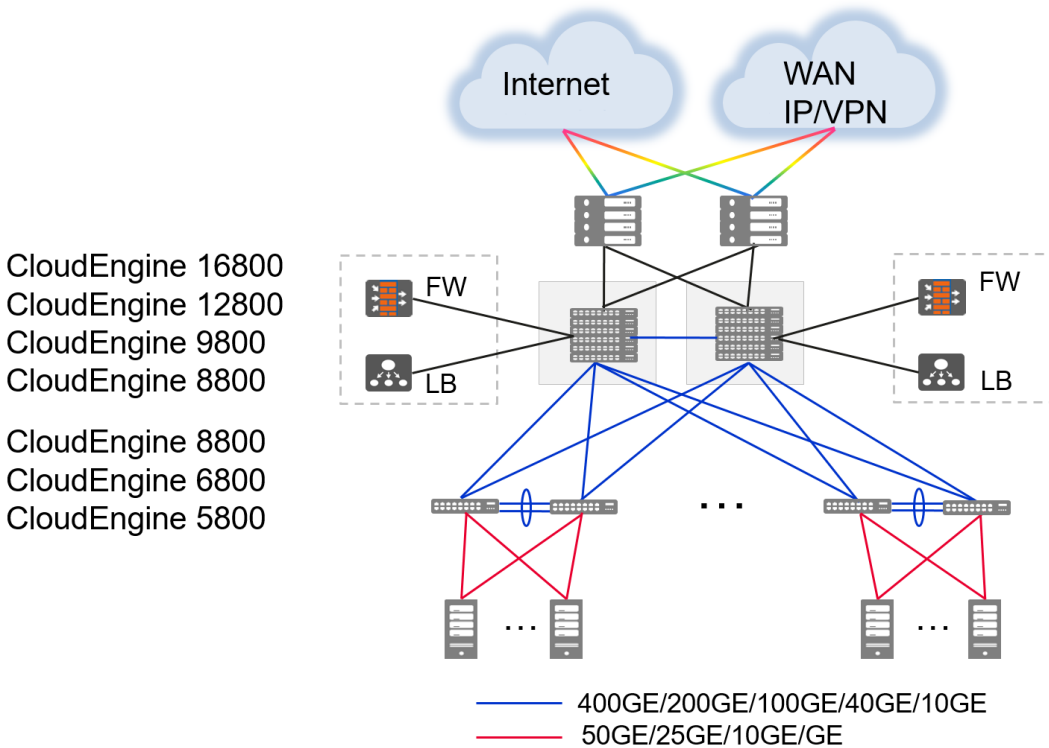 Internet
WAN
IP/VPN
CloudEngine 16800
CloudEngine 12800
CloudEngine 9800
CloudEngine 8800
FW
LB
FW
LB
CloudEngine 8800
CloudEngine 6800
CloudEngine 5800
...
... ...
400GE/200GE/100GE/40GE/10GE
50GE/25GE/10GE/GE